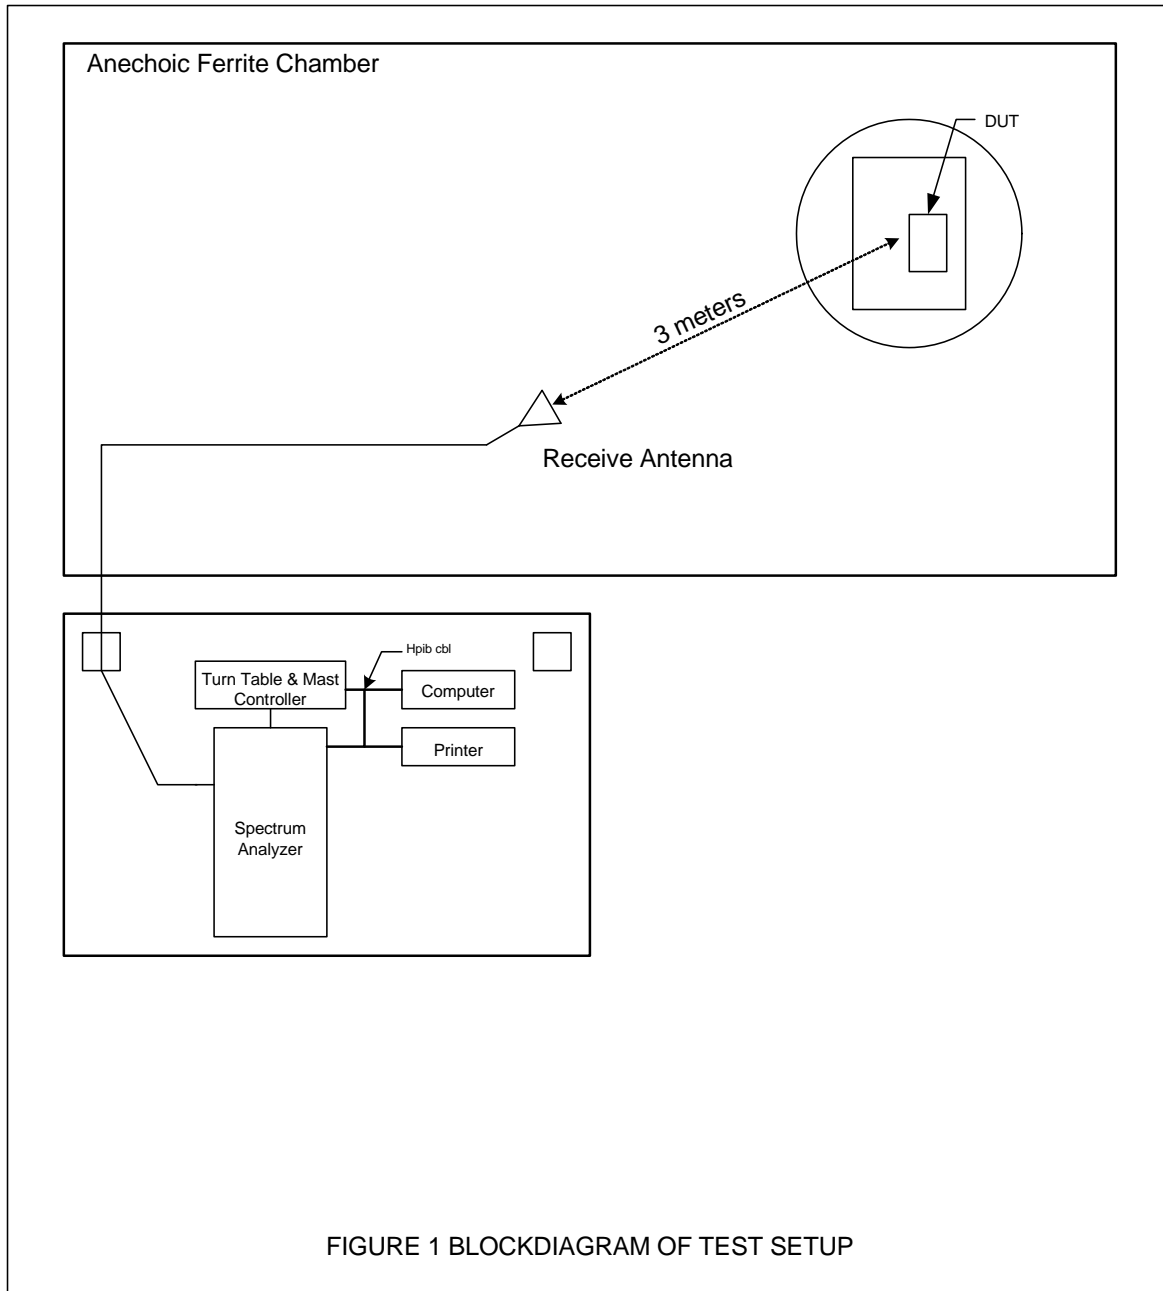 Anechoic Ferrite Chamber
DUT
3 meters
Receive Antenna
Hpib cbl
Turn Table & Mast
Controller
Computer
Printer
Spectrum
Analyzer
FIGURE 1 BLOCKDIAGRAM OF TEST SETUP